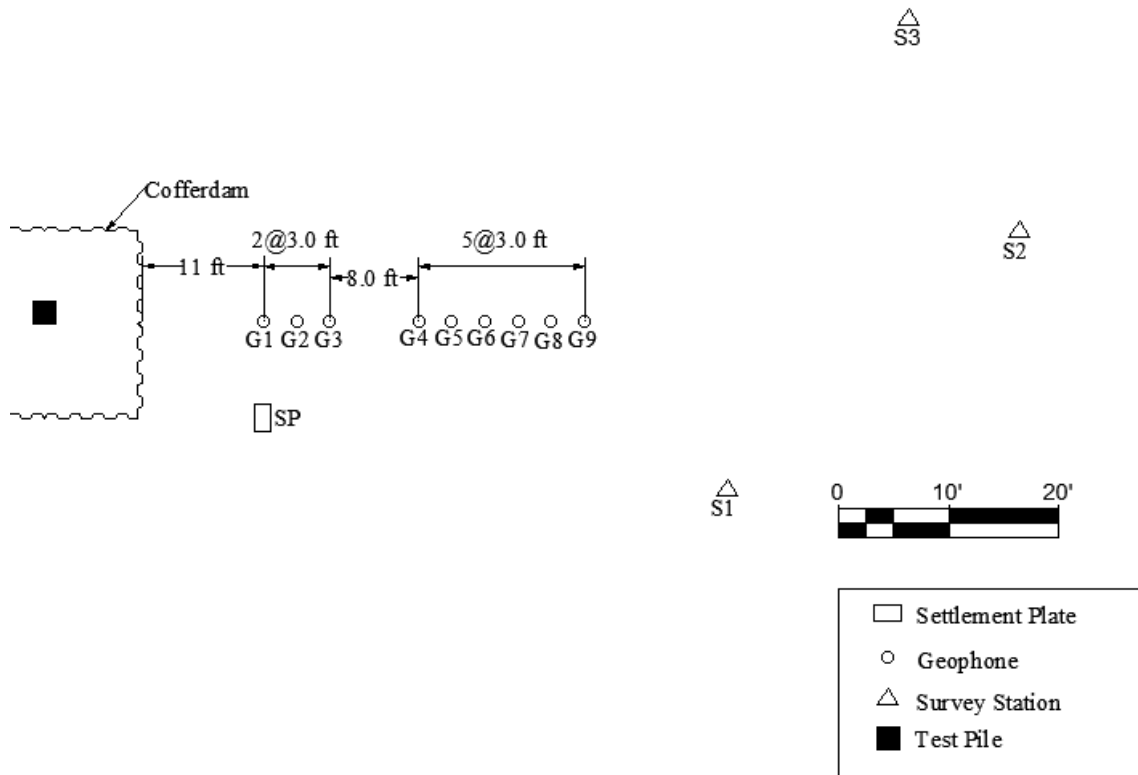 S3
Cofferdam
2@3.0 ft
5@3.0 ft
S2
11 ft
8.0 ft
G1 G2 G3 G4 G5 G6 G7 G8 G9
SP
S1
0 10' 20'
Settlement Plate
Geophone
Survey Station
Test Pile